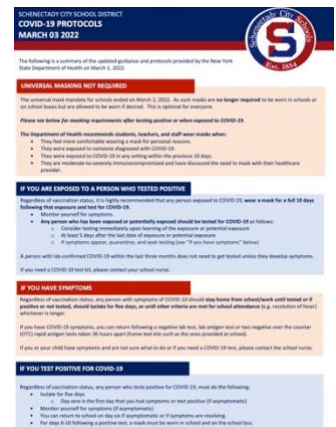 SCHENECTADY CITY SCHOOL DISTRICT
COVID-19 PROTOCOLS
MARCH 03 2022
Schenectady City Schools
S
Est. 1854
The following is a summary of the updated guidance and protocols provided by the New York
State Department of Health on March 1, 2022.
UNIVERSAL MASKING NOT REQUIRED
The universal mask mandate for schools ended on March 2, 2022. As such masks are no longer required to be worn in schools or
on school buses but are allowed to be worn if desired. This is optional for everyone.
Please see below for masking requirements after testing positive or when exposed to COVID-19.
The Department of Health recommends students, teachers, and staff wear masks when:
• They feel more comfortable wearing a mask for personal reasons.
• They were exposed to someone diagnosed with COVID-19.
• They were exposed to COVID in any setting within the previous 10 days.
• They are moderate-to-severely immunocompromised and have discussed the need to mask with their healthcare
provider.
IF YOU ARE EXPOSED TO A PERSON WHO TESTED POSITIVE
Regardless of vaccination status, it is highly recommended that any person exposed to COVID-19, wear a mask for a full 10 days
following that exposure and test for COVID-19.
• Monitor yourself for symptoms.
• Any person who has been exposed or potentially exposed should be tested for COVID-19 as follows:
o Consider testing immediately upon learning of the exposure or potential exposure
o At least 5 days after the last date of exposure or potential exposure
o If symptoms appear, quarantine, and seek testing (see "If you have symptoms" below)
A person with lab-confirmed COVID-19 within the last three months does not need to get tested unless they develop symptoms.
If you need a COVID-19 test kit, please contact your school nurse.
IF YOU HAVE SYMPTOMS
Regardless of vaccination status, any person with symptoms of COVID-19 should stay home from school/work until tested or if
positive or not tested, should isolate for five days, or until other criteria are met for school attendance (e.g. resolution of fever)
whichever is longer.
If you have COVID-19 symptoms, you can return following a negative lab test, lab antigen test or two negative over the counter
(OTC) rapid antigen tests taken 36 hours apart (home test kits such as the ones provided at school).
If you or your child have symptoms and are not sure what to do or if you need a COVID-19 test, please contact the school nurse.
IF YOU TEST POSITIVE FOR COVID-19
Regardless of vaccination status, any person who tests positive for COVID-19, must do the following:
• Isolate for five days
o Day zero is the first day that you had symptoms or test positive (if asymptomatic)
• Monitor yourself for symptoms (if asymptomatic)
• You can return to school on day six if asymptomatic or if symptoms are resolving.
• For days 6-10 following a positive test, a mask must be worn in school and on the school bus.